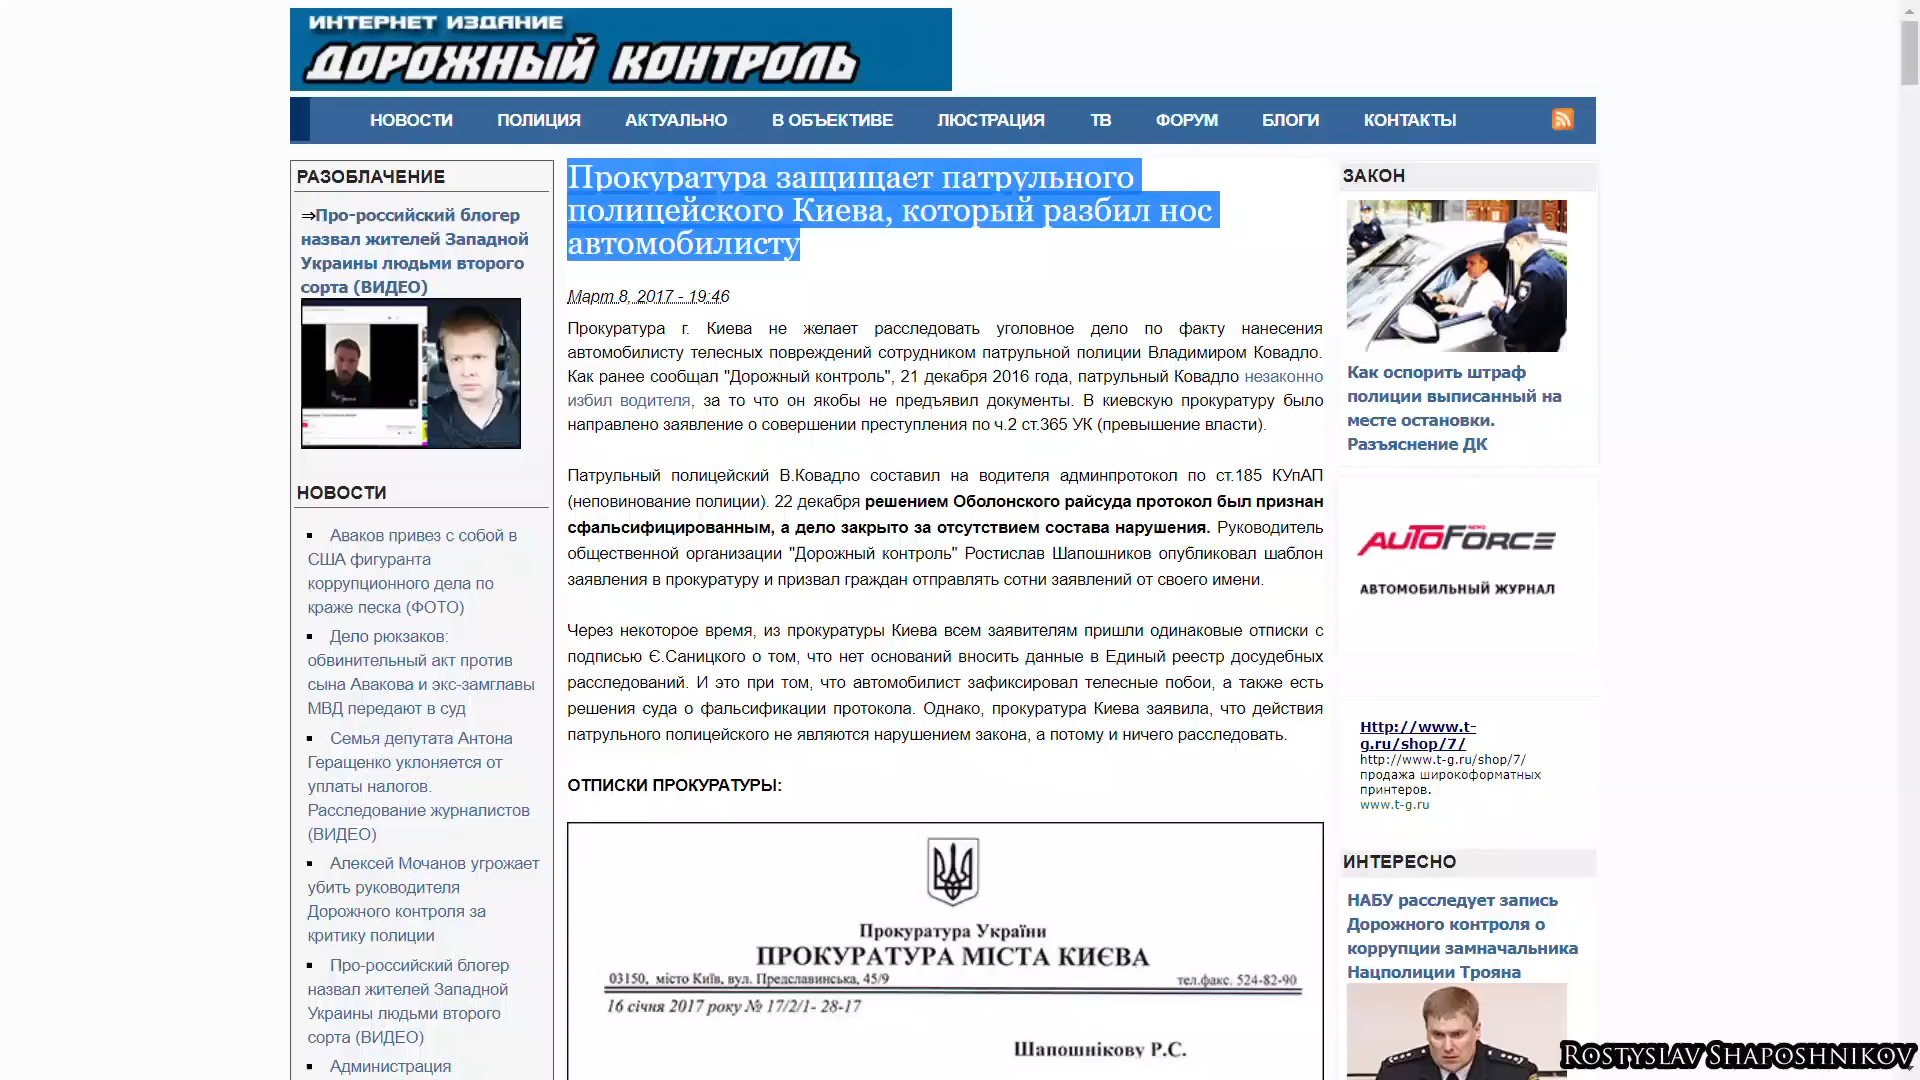 ИНТЕРНЕТ ИЗДАНИЕ
ДОРОЖНЫЙ КОНТРОЛЬ
НОВОСТИ ПОЛИЦИЯ АКТУАЛЬНО В ОБЪЕКТИВЕ ЛЮСТРАЦИЯ ТВ ФОРУМ БЛОГИ КОНТАКТЫ
РАЗОБЛАЧЕНИЕ
⇒Про-российский блогер
назвал жителей Западной
Украины людьми второго
сорта (ВИДЕО)
НОВОСТИ
Аваков привез с собой в
США фигуранта
коррупционного дела по
краже песка (ФОТО)
Дело рюкзаков:
обвинительный акт против
сына Авакова и экс-замглавы
МВД передают в суд
Семья депутата Антона
Геращенко уклоняется от
уплаты налогов.
Расследование журналистов
(ВИДЕО)
Алексей Мочанов угрожает
убить руководителя
Дорожного контроля за
критику полиции
Про-российский блогер
назвал жителей Западной
Украины людьми второго
сорта (ВИДЕО)
Администрация
Прокуратура защищает патрульного
полицейского Киева, который разбил нос
автомобилисту
Март 8, 2017 - 19:46
Прокуратура г. Киева не желает расследовать уголовное дело по факту нанесения
автомобилисту телесных повреждений сотрудником патрульной полиции Владимиром Ковадло.
Как ранее сообщал "Дорожный контроль", 21 декабря 2016 года, патрульный Ковадло незаконно
избил водителя, за то что он якобы не предъявил документы. В киевскую прокуратуру было
направлено заявление о совершении преступления по ч.2 ст.365 УК (превышение власти).
Патрульный полицейский В.Ковадло составил на водителя админпротокол по ст.185 КУпАП
(неповинование полиции). 22 декабря решением Оболонского райсуда протокол был признан
сфальсифицированным, а дело закрыто за отсутствием состава нарушения. Руководитель
общественной организации "Дорожный контроль" Ростислав Шапошников опубликовал шаблон
заявления в прокуратуру и призвал граждан отправлять сотни заявлений от своего имени.
Через некоторое время, из прокуратуры Киева всем заявителям пришли одинаковые отписки с
подписью Є.Саницкого о том, что нет оснований вносить данные в Единый реестр досудебных
расследований. И это при том, что автомобилист зафиксировал телесные побои, а также есть
решения суда о фальсификации протокола. Однако, прокуратура Киева заявила, что действия
патрульного полицейского не являются нарушением закона, а потому и ничего расследовать.
ОТПИСКИ ПРОКУРАТУРЫ:
Прокуратура України
ПРОКУРАТУРА МІСТА КИЄВА
03150, місто Київ, вул. Предславинська, 45/9 тел.факс. 524-82-90
16 січня 2017 року № 17/2/1- 28-17
Шапошнікову Р.С.
ЗАКОН
Как оспорить штраф
полиции выписанный на
месте остановки.
Разъяснение ДК
AUTOFORCE
NEWS
АВТОМОБИЛЬНЫЙ ЖУРНАЛ
Http://www.t-
g.ru/shop/7/
http://www.t-g.ru/shop/7/
продажа широкоформатных
принтеров.
www.t-g.ru
ИНТЕРЕСНО
НАБУ расследует запись
Дорожного контроля о
коррупции замначальника
Нацполиции Трояна
Rostyslav Shaposhnikov